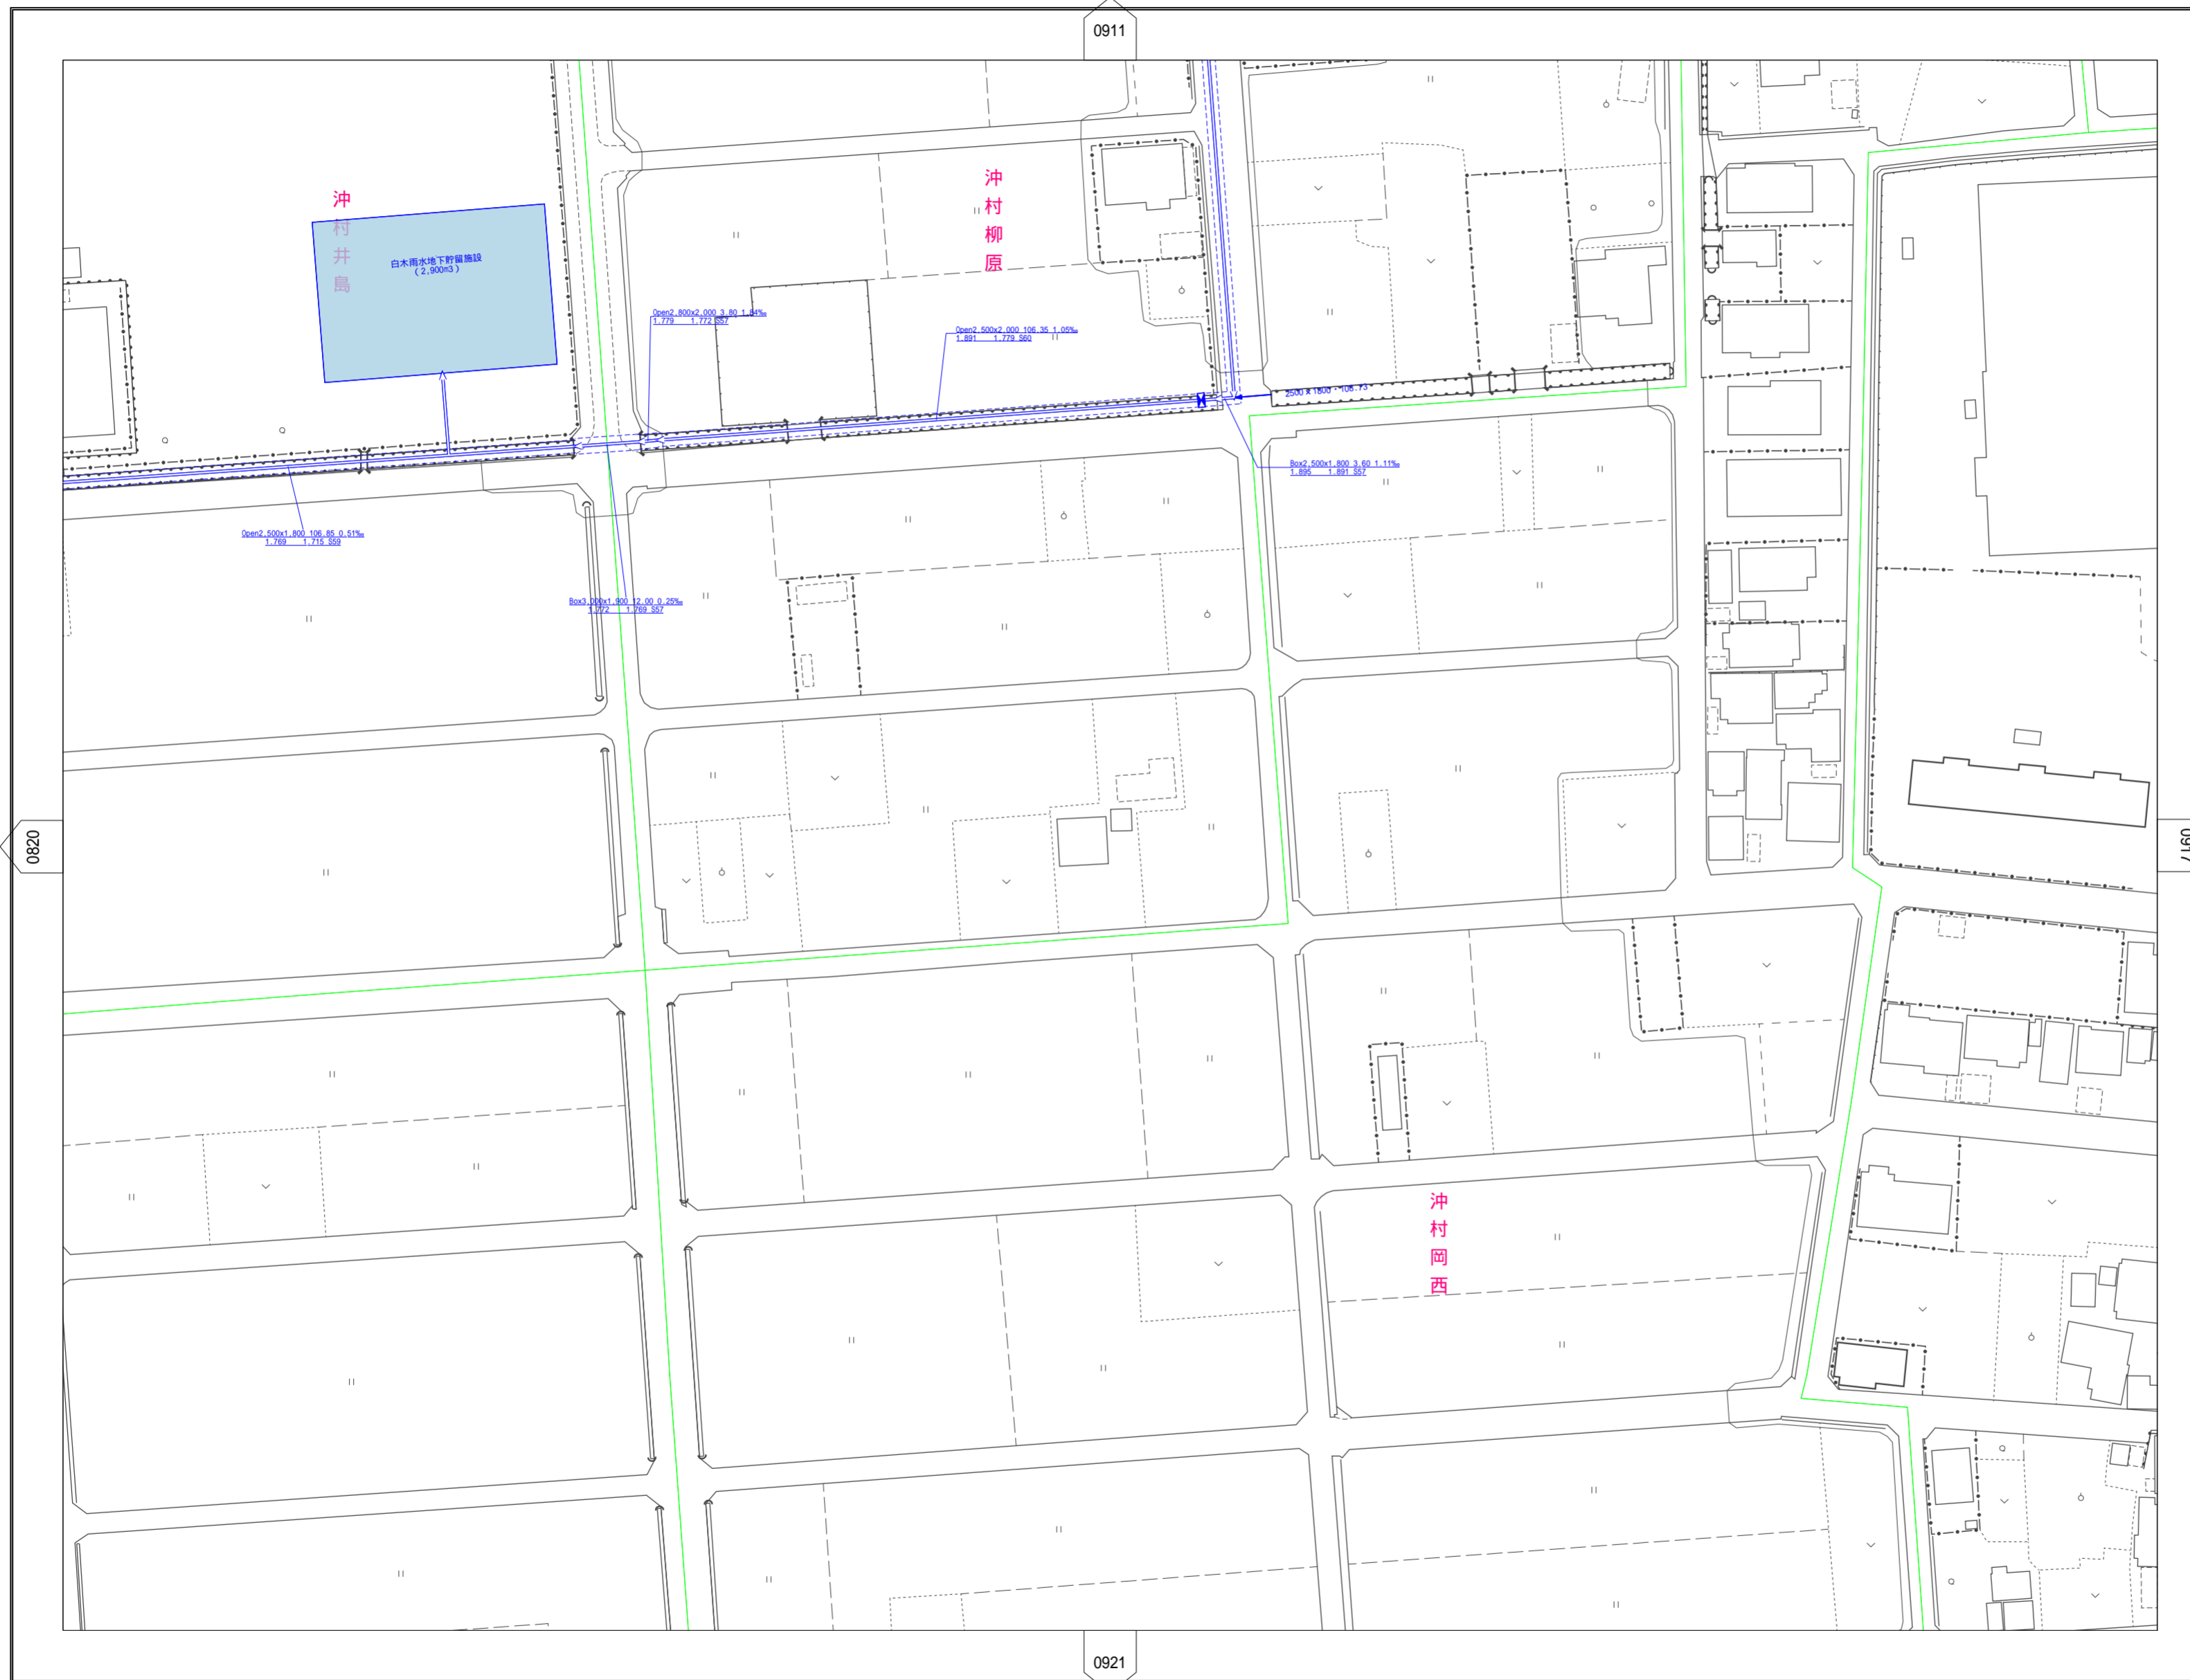 0911
沖村井島
沖村柳原
白木雨水地下貯留施設
(2,900m3)
Open2,800x2,000 3.80 1.84‰
1.779 1.772 S57
Open2,500x2,000 106.35 1.05‰
1.891 1.779 S60
Box2,500x1,800 3.60 1.11‰
1.895 1.891 S57
Open2,500x1,800 106.85 0.51‰
1.769 1.715 S59
Box3,000x1,900 12.00 0.25‰
1.772 1.769 S57
0820
沖村岡西
0921